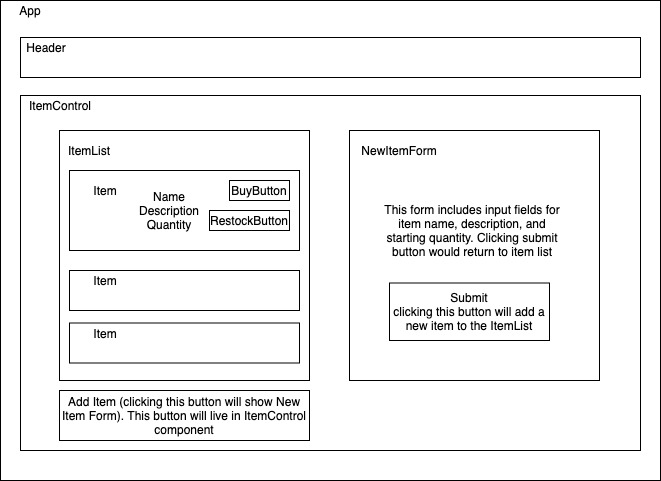 App
Header
ItemControl
ItemList
Item
Name
Description
Quantity
BuyButton
RestockButton
Item
Item
Add Item (clicking this button will show New
Item Form). This button will live in ItemControl
component
NewItemForm
This form includes input fields for
item name, description, and
starting quantity. Clicking submit
button would return to item list
Submit
clicking this button will add a
new item to the ItemList